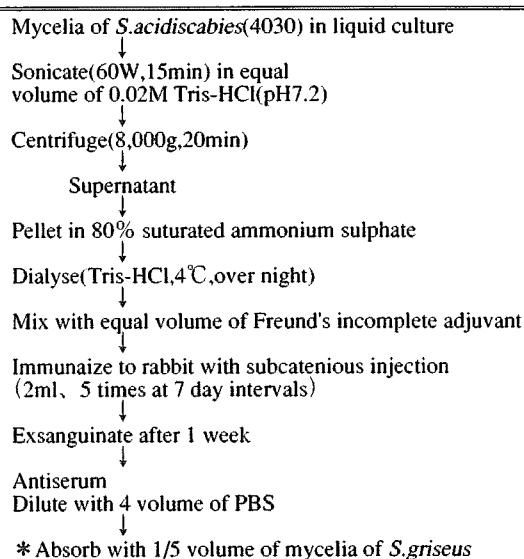 Mycelia of S.acidiscabies(4030) in liquid culture
↓
Sonicate(60W,15min) in equal
volume of 0.02M Tris-HCl(pH7.2)
↓
Centrifuge(8,000g,20min)
↓
Supernatant
↓
Pellet in 80% suturated ammonium sulphate
↓
Dialyse(Tris-HCl,4℃,over night)
↓
Mix with equal volume of Freund's incomplete adjuvant
↓
Immunaize to rabbit with subcatenious injection
(2ml、5 times at 7 day intervals)
↓
Exsanguinate after 1 week
↓
Antiserum
Dilute with 4 volume of PBS
↓
*Absorb with 1/5 volume of mycelia of S.griseus